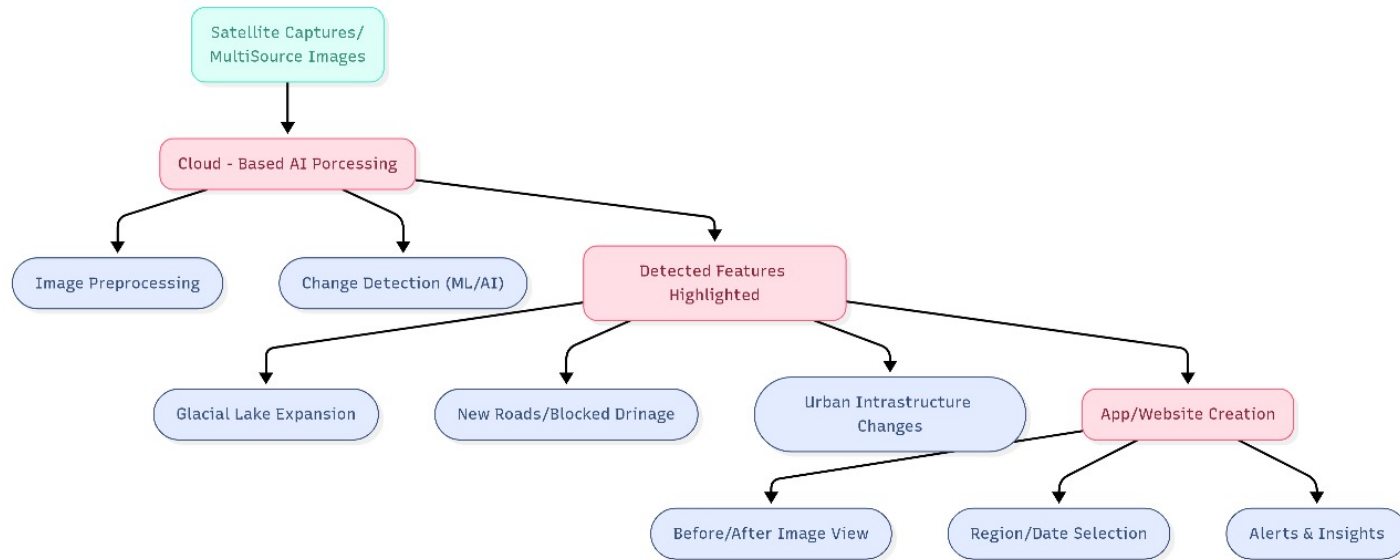 Satellite Captures/
MultiSource Images
Cloud - Based AI Porcessing
Image Preprocessing
Change Detection (ML/AI)
Detected Features
Highlighted
Glacial Lake Expansion
New Roads/Blocked Drinage
Urban Intrastructure
Changes
App/Website Creation
Before/After Image View
Region/Date Selection
Alerts & Insights